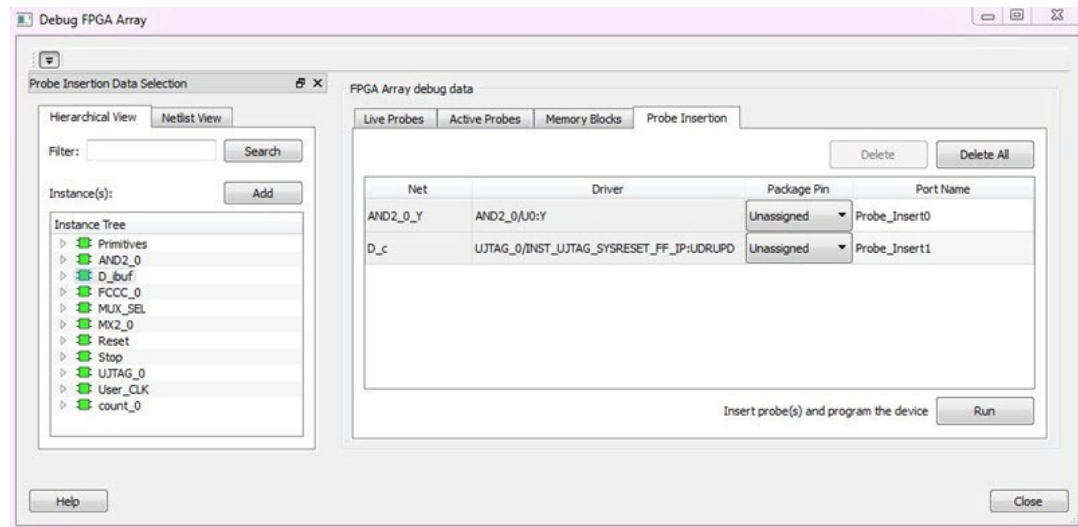 Debug FPGA Array
Probe Insertion Data Selection
Hierarchical View Netlist View
Filter: Search
Instance(s): Add
Instance Tree
Primitives
AND2_0
D_ibuf
FCCC_0
MUX_SEL
MX2_0
Reset
Stop
UJTAG_0
User_CLK
count_0
FPGA Array debug data
Live Probes Active Probes Memory Blocks Probe Insertion
Delete Delete All
Net Driver Package Pin Port Name
AND2_0_Y AND2_0/U0:Y Unassigned Probe_Insert0
D_c UJTAG_0/INST_UJTAG_SYSRESET_FF_IP:UDRUPD Unassigned Probe_Insert1
Insert probe(s) and program the device Run
Help Close